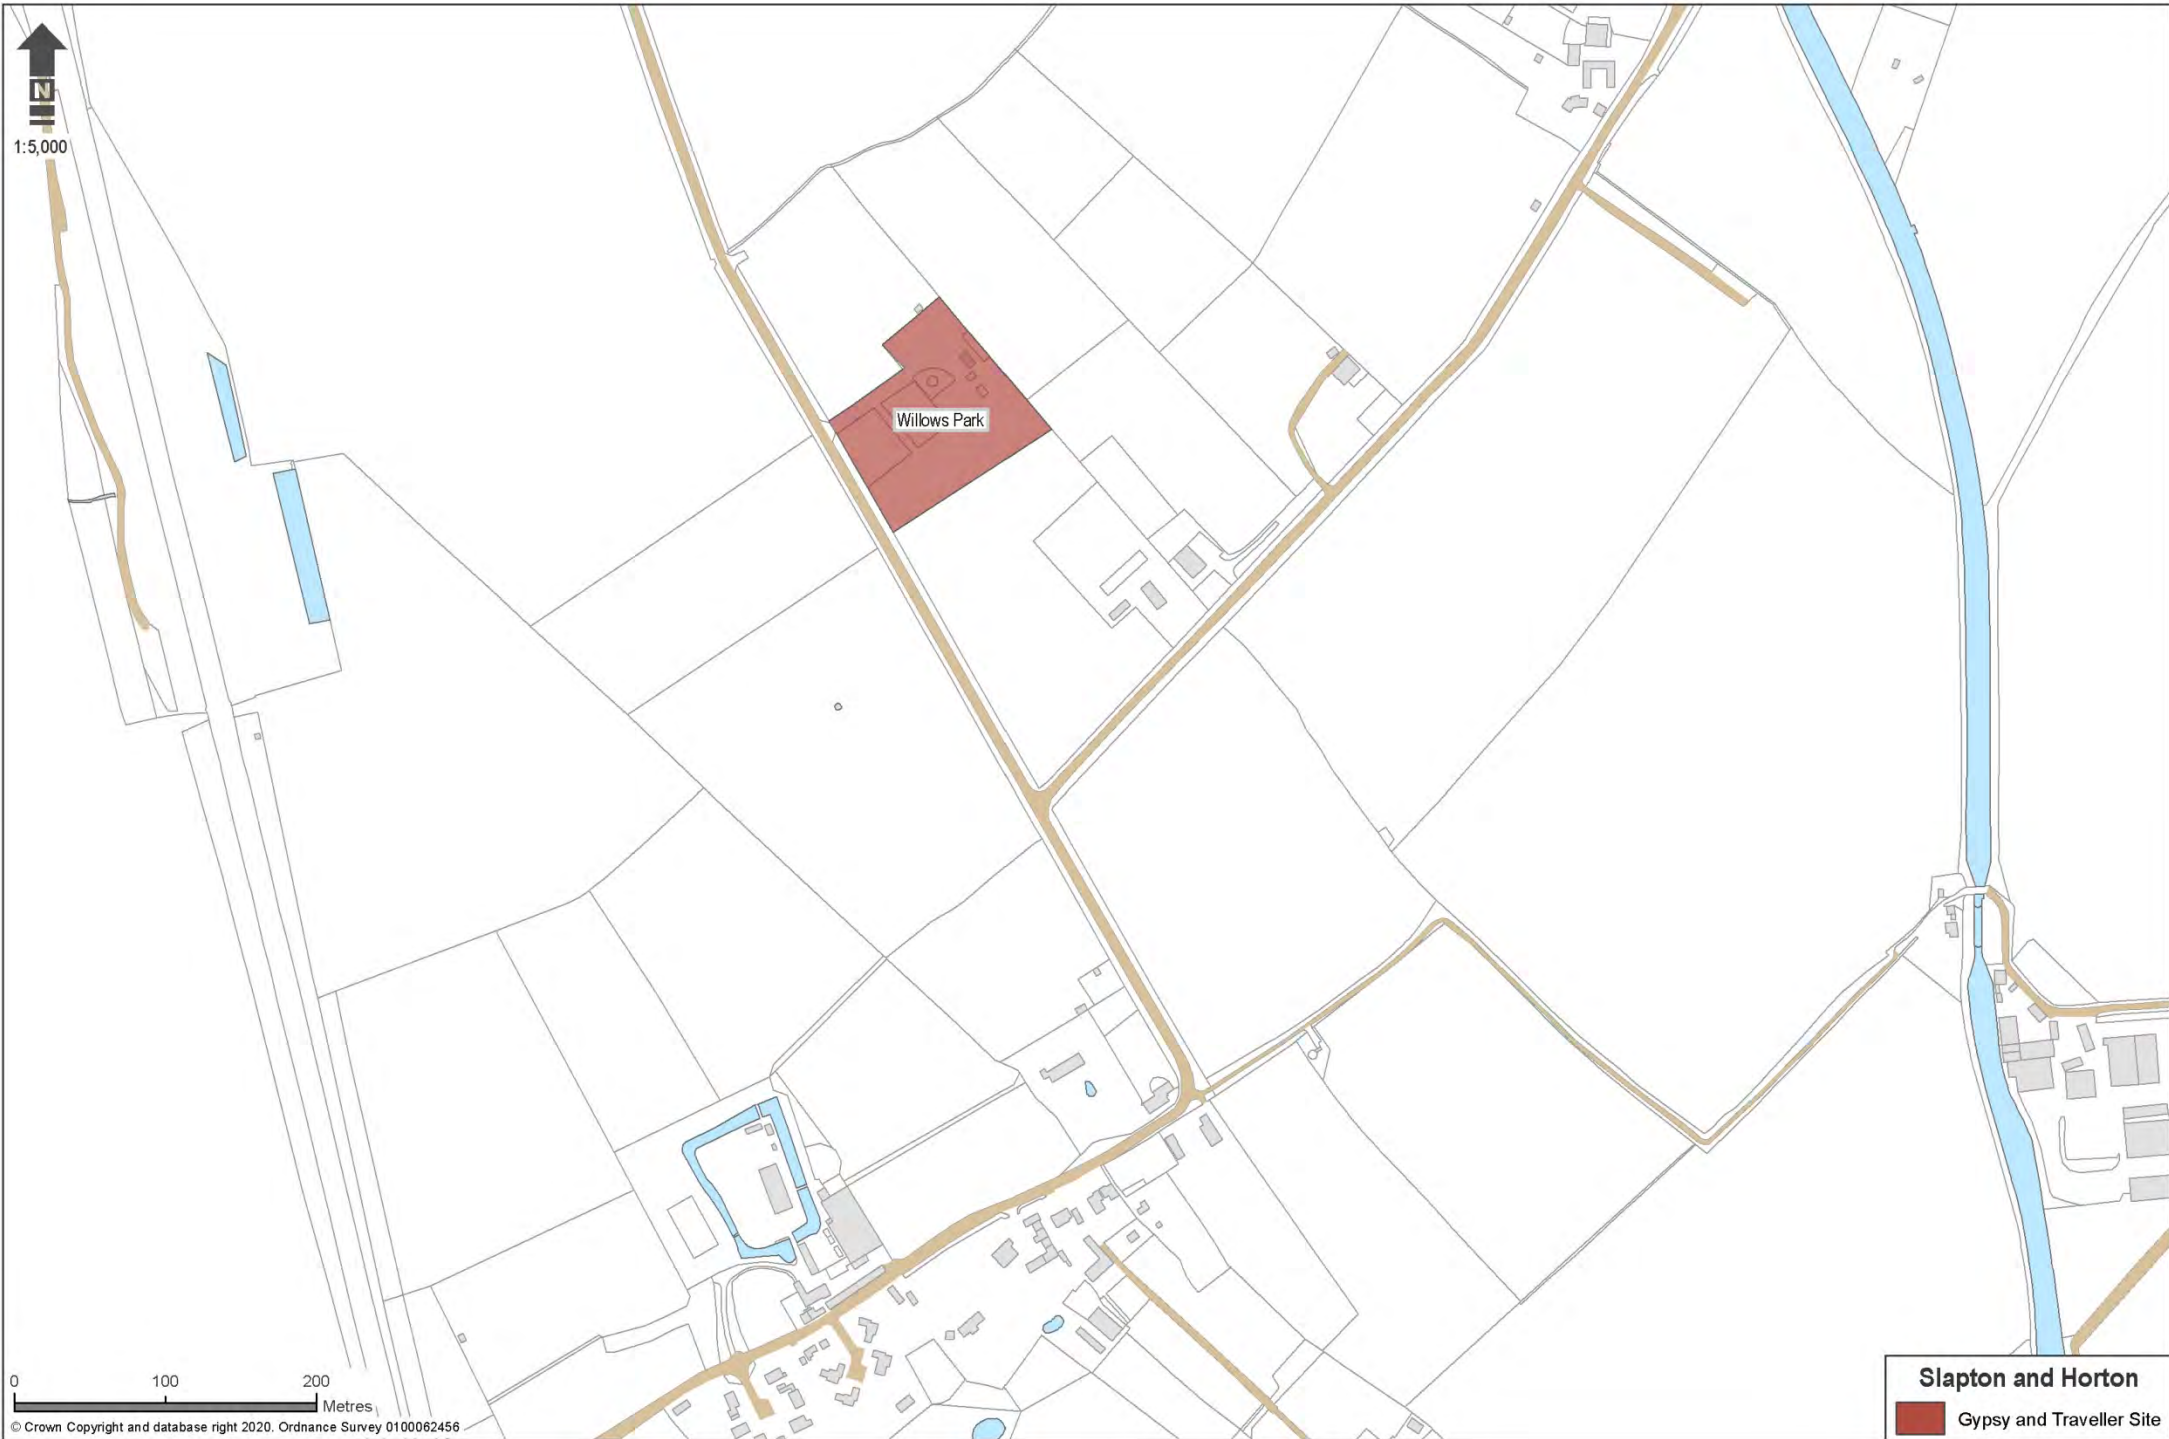 N
1:5,000
Willows Park
0 100 200
Metres
© Crown Copyright and database right 2020. Ordnance Survey 0100062456
Slapton and Horton
Gypsy and Traveller Site